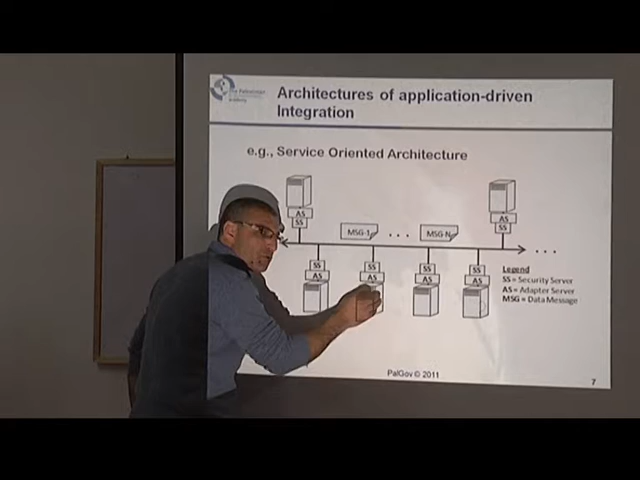 Architectures of application-driven
Integration
e.g., Service Oriented Architecture
AS
SS
AS
SS
MSG-1
. . .
MSG-N
. . .
SS
AS
SS
AS
SS
AS
SS
AS
Legend
SS = Security Server
AS = Adapter Server
MSG = Data Message
PalGov © 2011
7